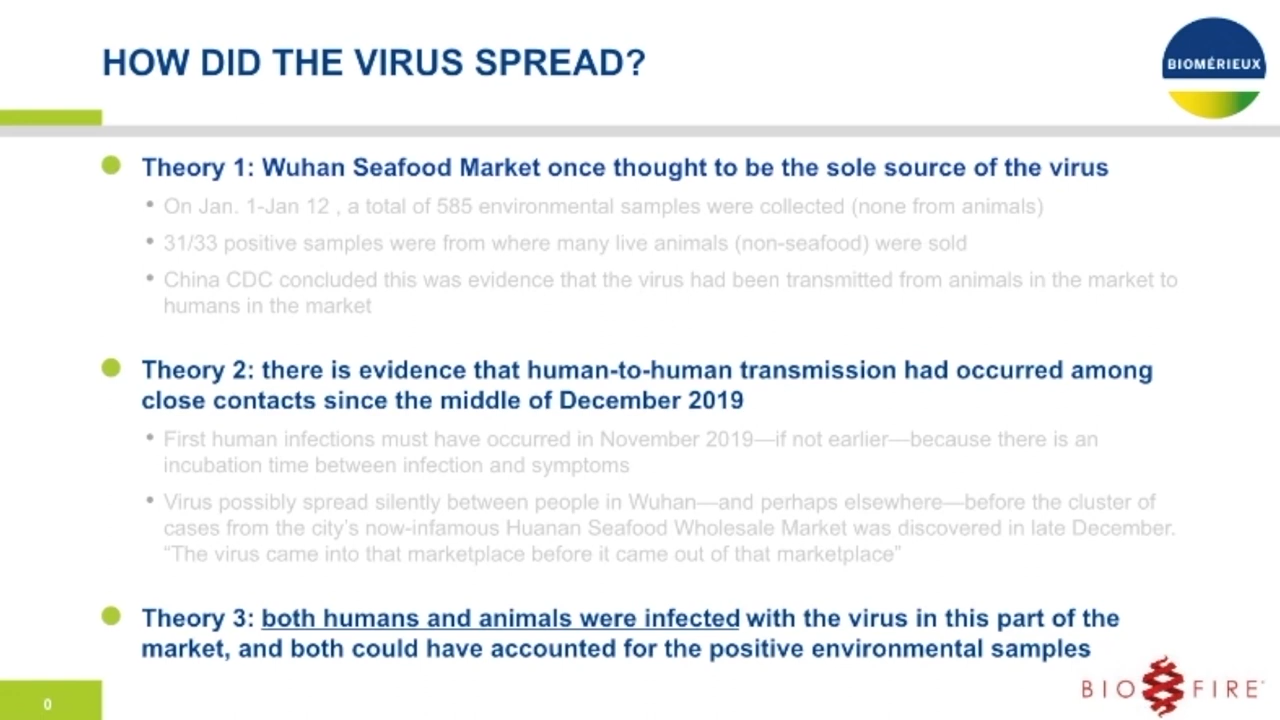 HOW DID THE VIRUS SPREAD?
BIOMÉRIEUX
Theory 1: Wuhan Seafood Market once thought to be the sole source of the virus
• On Jan. 1-Jan 12 , a total of 585 environmental samples were collected (none from animals)
• 31/33 positive samples were from where many live animals (non-seafood) were sold
• China CDC concluded this was evidence that the virus had been transmitted from animals in the market to
humans in the market
Theory 2: there is evidence that human-to-human transmission had occurred among
close contacts since the middle of December 2019
• First human infections must have occurred in November 2019—if not earlier—because there is an
incubation time between infection and symptoms
• Virus possibly spread silently between people in Wuhan—and perhaps elsewhere—before the cluster of
cases from the city's now-infamous Huanan Seafood Wholesale Market was discovered in late December.
“The virus came into that marketplace before it came out of that marketplace”
Theory 3: both humans and animals were infected with the virus in this part of the
market, and both could have accounted for the positive environmental samples
BIO FIRE
0